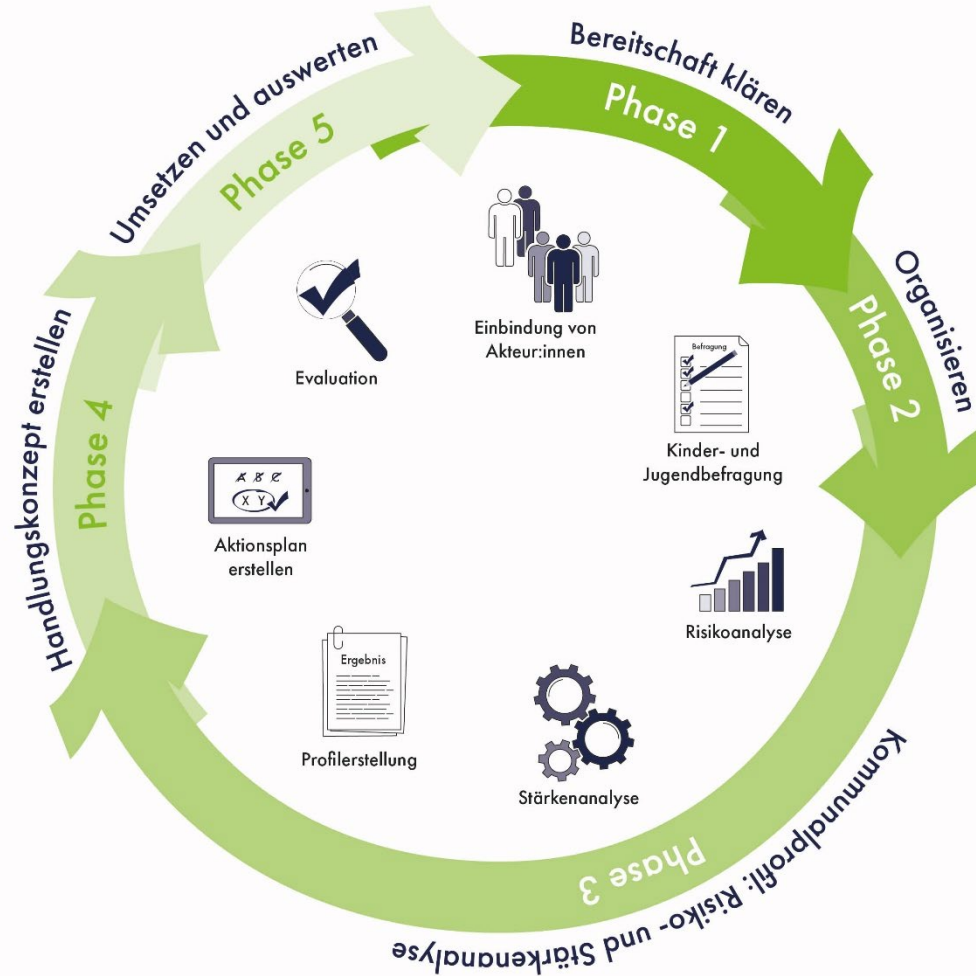 Bereitschaft klären
Phase 1
Organisieren
Phase 2
Kommunalprofil: Risiko- und Stärkenanalyse
Phase 3
Handlungskonzept erstellen
Phase 4
Umsetzen und auswerten
Phase 5
Einbindung von
Akteur:innen
Befragung
Kinder- und
Jugendbefragung
Risikoanalyse
Stärkenanalyse
Ergebnis
Profilerstellung
A B C
X Y
Aktionsplan
erstellen
Evaluation